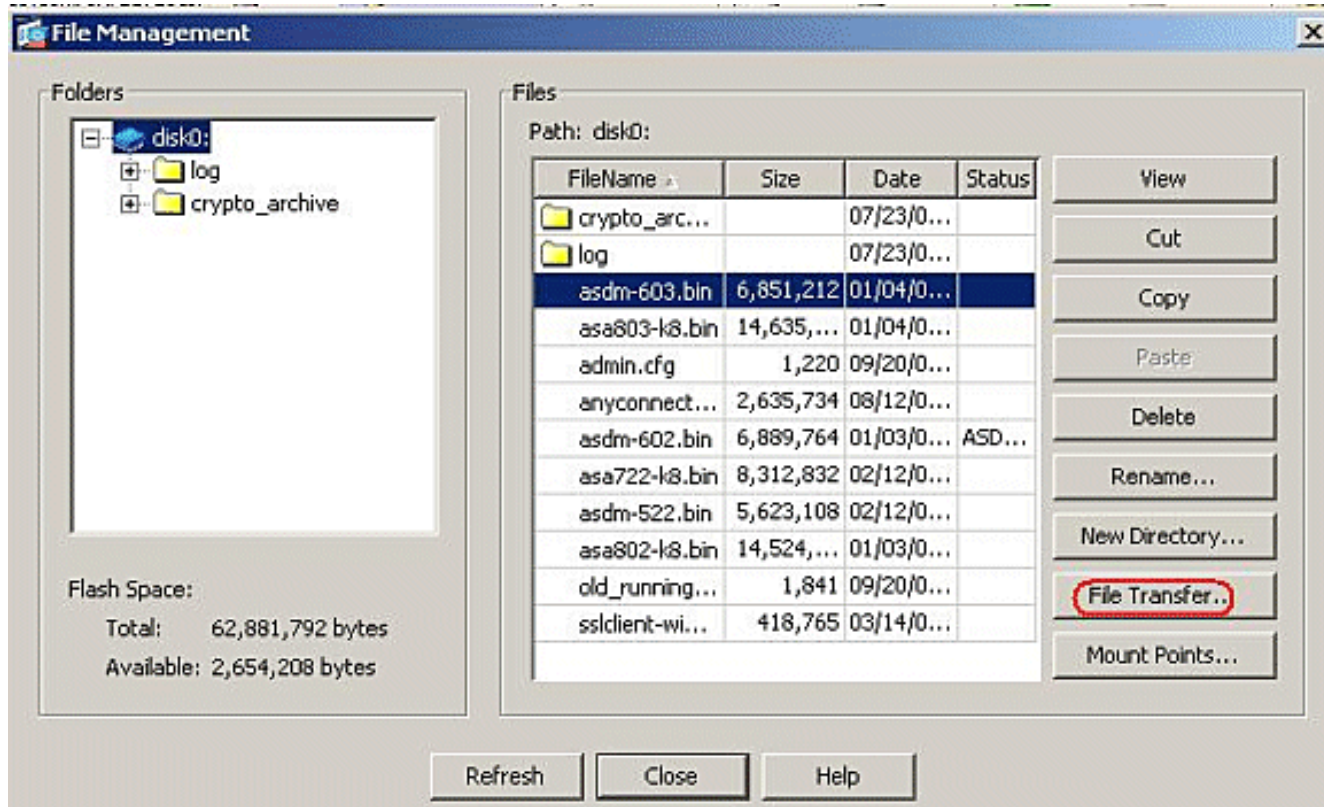 File Management
Folders
disk0:
log
crypto_archive
Flash Space:
Total: 62,881,792 bytes
Available: 2,654,208 bytes
Files
Path: disk0:
FileName Size Date Status
crypto_arc... 07/23/0...
log 07/23/0...
asdm-603.bin 6,851,212 01/04/0...
asa803-k8.bin 14,635,... 01/04/0...
admin.cfg 1,220 09/20/0...
anyconnect... 2,635,734 08/12/0...
asdm-602.bin 6,889,764 01/03/0... ASD...
asa722-k8.bin 8,312,832 02/12/0...
asdm-522.bin 5,623,108 02/12/0...
asa802-k8.bin 14,524,... 01/03/0...
old_running... 1,841 09/20/0...
sslclient-wi... 418,765 03/14/0...
View
Cut
Copy
Paste
Delete
Rename...
New Directory...
File Transfer..
Mount Points...
Refresh Close Help